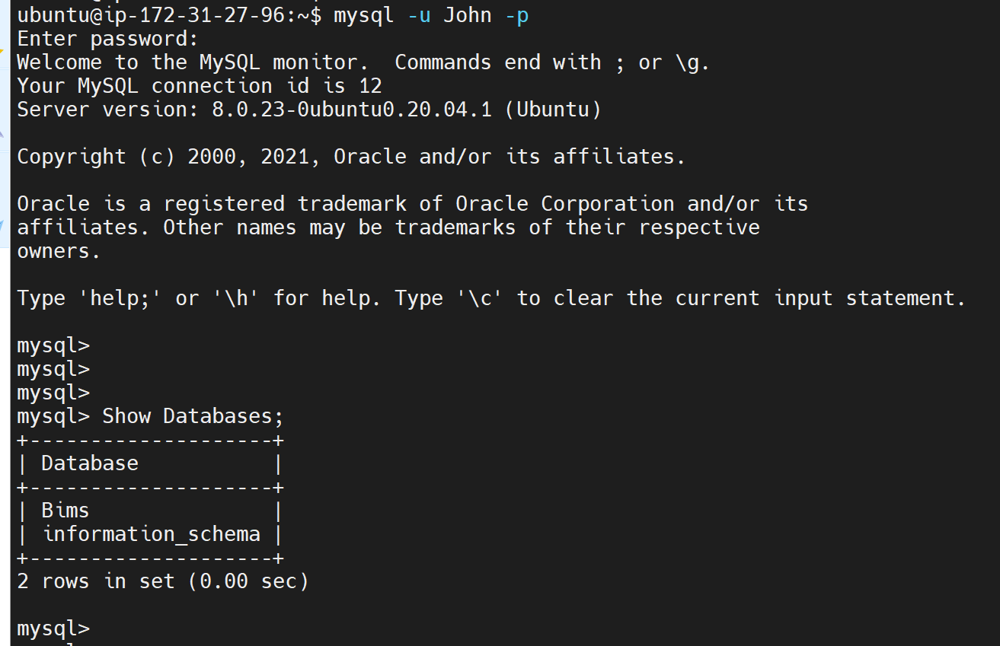 ubuntu@ip-172-31-27-96:~$ mysql -u John -p
Enter password:
Welcome to the MySQL monitor.  Commands end with ; or \g.
Your MySQL connection id is 12
Server version: 8.0.23-0ubuntu0.20.04.1 (Ubuntu)

Copyright (c) 2000, 2021, Oracle and/or its affiliates.

Oracle is a registered trademark of Oracle Corporation and/or its
affiliates. Other names may be trademarks of their respective
owners.

Type 'help;' or '\h' for help. Type '\c' to clear the current input statement.

mysql>
mysql>
mysql>
mysql> Show Databases;
+--------------------+
| Database           |
+--------------------+
| Bims               |
| information_schema |
+--------------------+
2 rows in set (0.00 sec)

mysql>